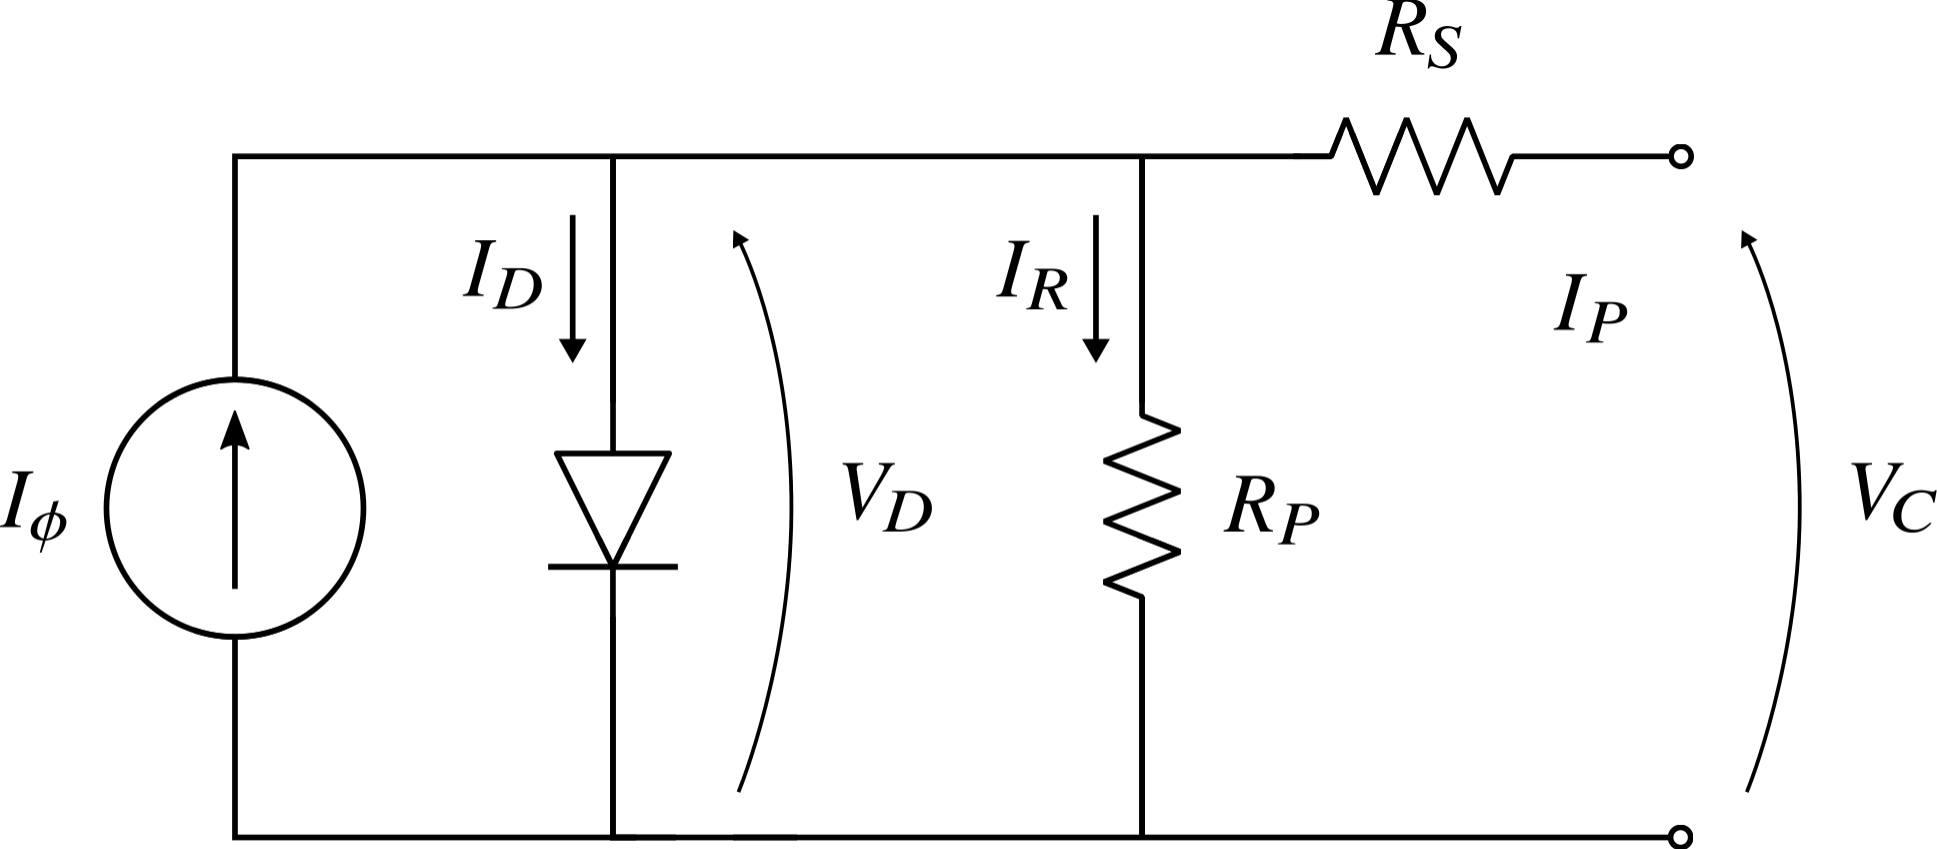 R_S
I_D
I_R
I_P
I_ϕ
V_D
R_P
V_C